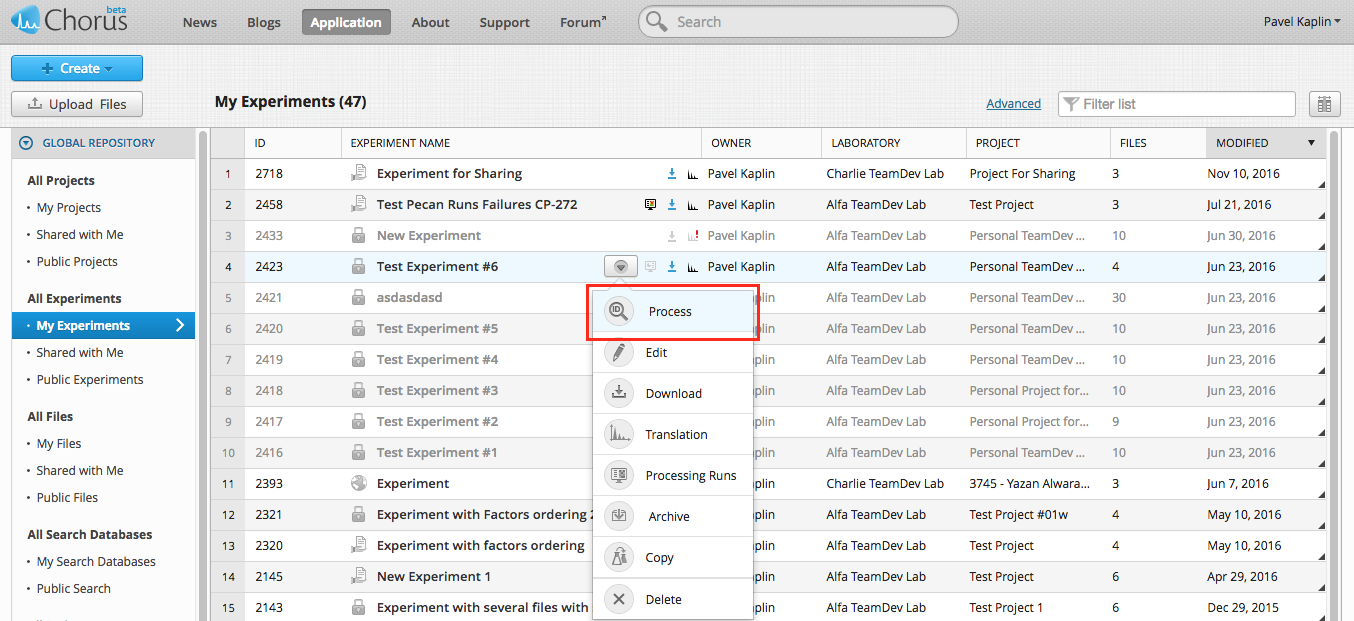 Chorus beta News Blogs Application About Support Forum Search Pavel Kaplin
+ Create
Upload Files My Experiments (47) Advanced Filter list
GLOBAL REPOSITORY
All Projects
My Projects
Shared with Me
Public Projects
All Experiments
My Experiments
Shared with Me
Public Experiments
All Files
My Files
Shared with Me
Public Files
All Search Databases
My Search Databases
Public Search
ID EXPERIMENT NAME OWNER LABORATORY PROJECT FILES MODIFIED
1 2718 Experiment for Sharing Pavel Kaplin Charlie TeamDev Lab Project For Sharing 3 Nov 10, 2016
2 2458 Test Pecan Runs Failures CP-272 Pavel Kaplin Alfa TeamDev Lab Test Project 3 Jul 21, 2016
3 2433 New Experiment Pavel Kaplin Alfa TeamDev Lab Personal TeamDev ... 10 Jun 30, 2016
4 2423 Test Experiment #6 Pavel Kaplin Alfa TeamDev Lab Personal TeamDev ... 4 Jun 23, 2016
5 2421 asdasdasd plin Alfa TeamDev Lab Personal TeamDev ... 30 Jun 23, 2016
6 2420 Test Experiment #5 plin Alfa TeamDev Lab Personal TeamDev ... 10 Jun 23, 2016
7 2419 Test Experiment #4 plin Alfa TeamDev Lab Personal TeamDev ... 10 Jun 23, 2016
8 2418 Test Experiment #3 plin Alfa TeamDev Lab Personal Project for... 10 Jun 23, 2016
9 2417 Test Experiment #2 plin Alfa TeamDev Lab Personal Project for... 9 Jun 23, 2016
10 2416 Test Experiment #1 plin Alfa TeamDev Lab Personal TeamDev ... 10 Jun 23, 2016
11 2393 Experiment plin Charlie TeamDev Lab 3745 - Yazan Alwara... 3 Jun 7, 2016
12 2321 Experiment with Factors ordering 2 plin Alfa TeamDev Lab Test Project #01w 4 May 10, 2016
13 2320 Experiment with factors ordering plin Alfa TeamDev Lab Test Project 4 May 10, 2016
14 2145 New Experiment 1 plin Alfa TeamDev Lab Test Project 6 Apr 29, 2016
15 2143 Experiment with several files with plin Alfa TeamDev Lab Test Project 1 6 Dec 29, 2015
ID Process
Edit
Download
Translation
Processing Runs
Archive
Copy
Delete